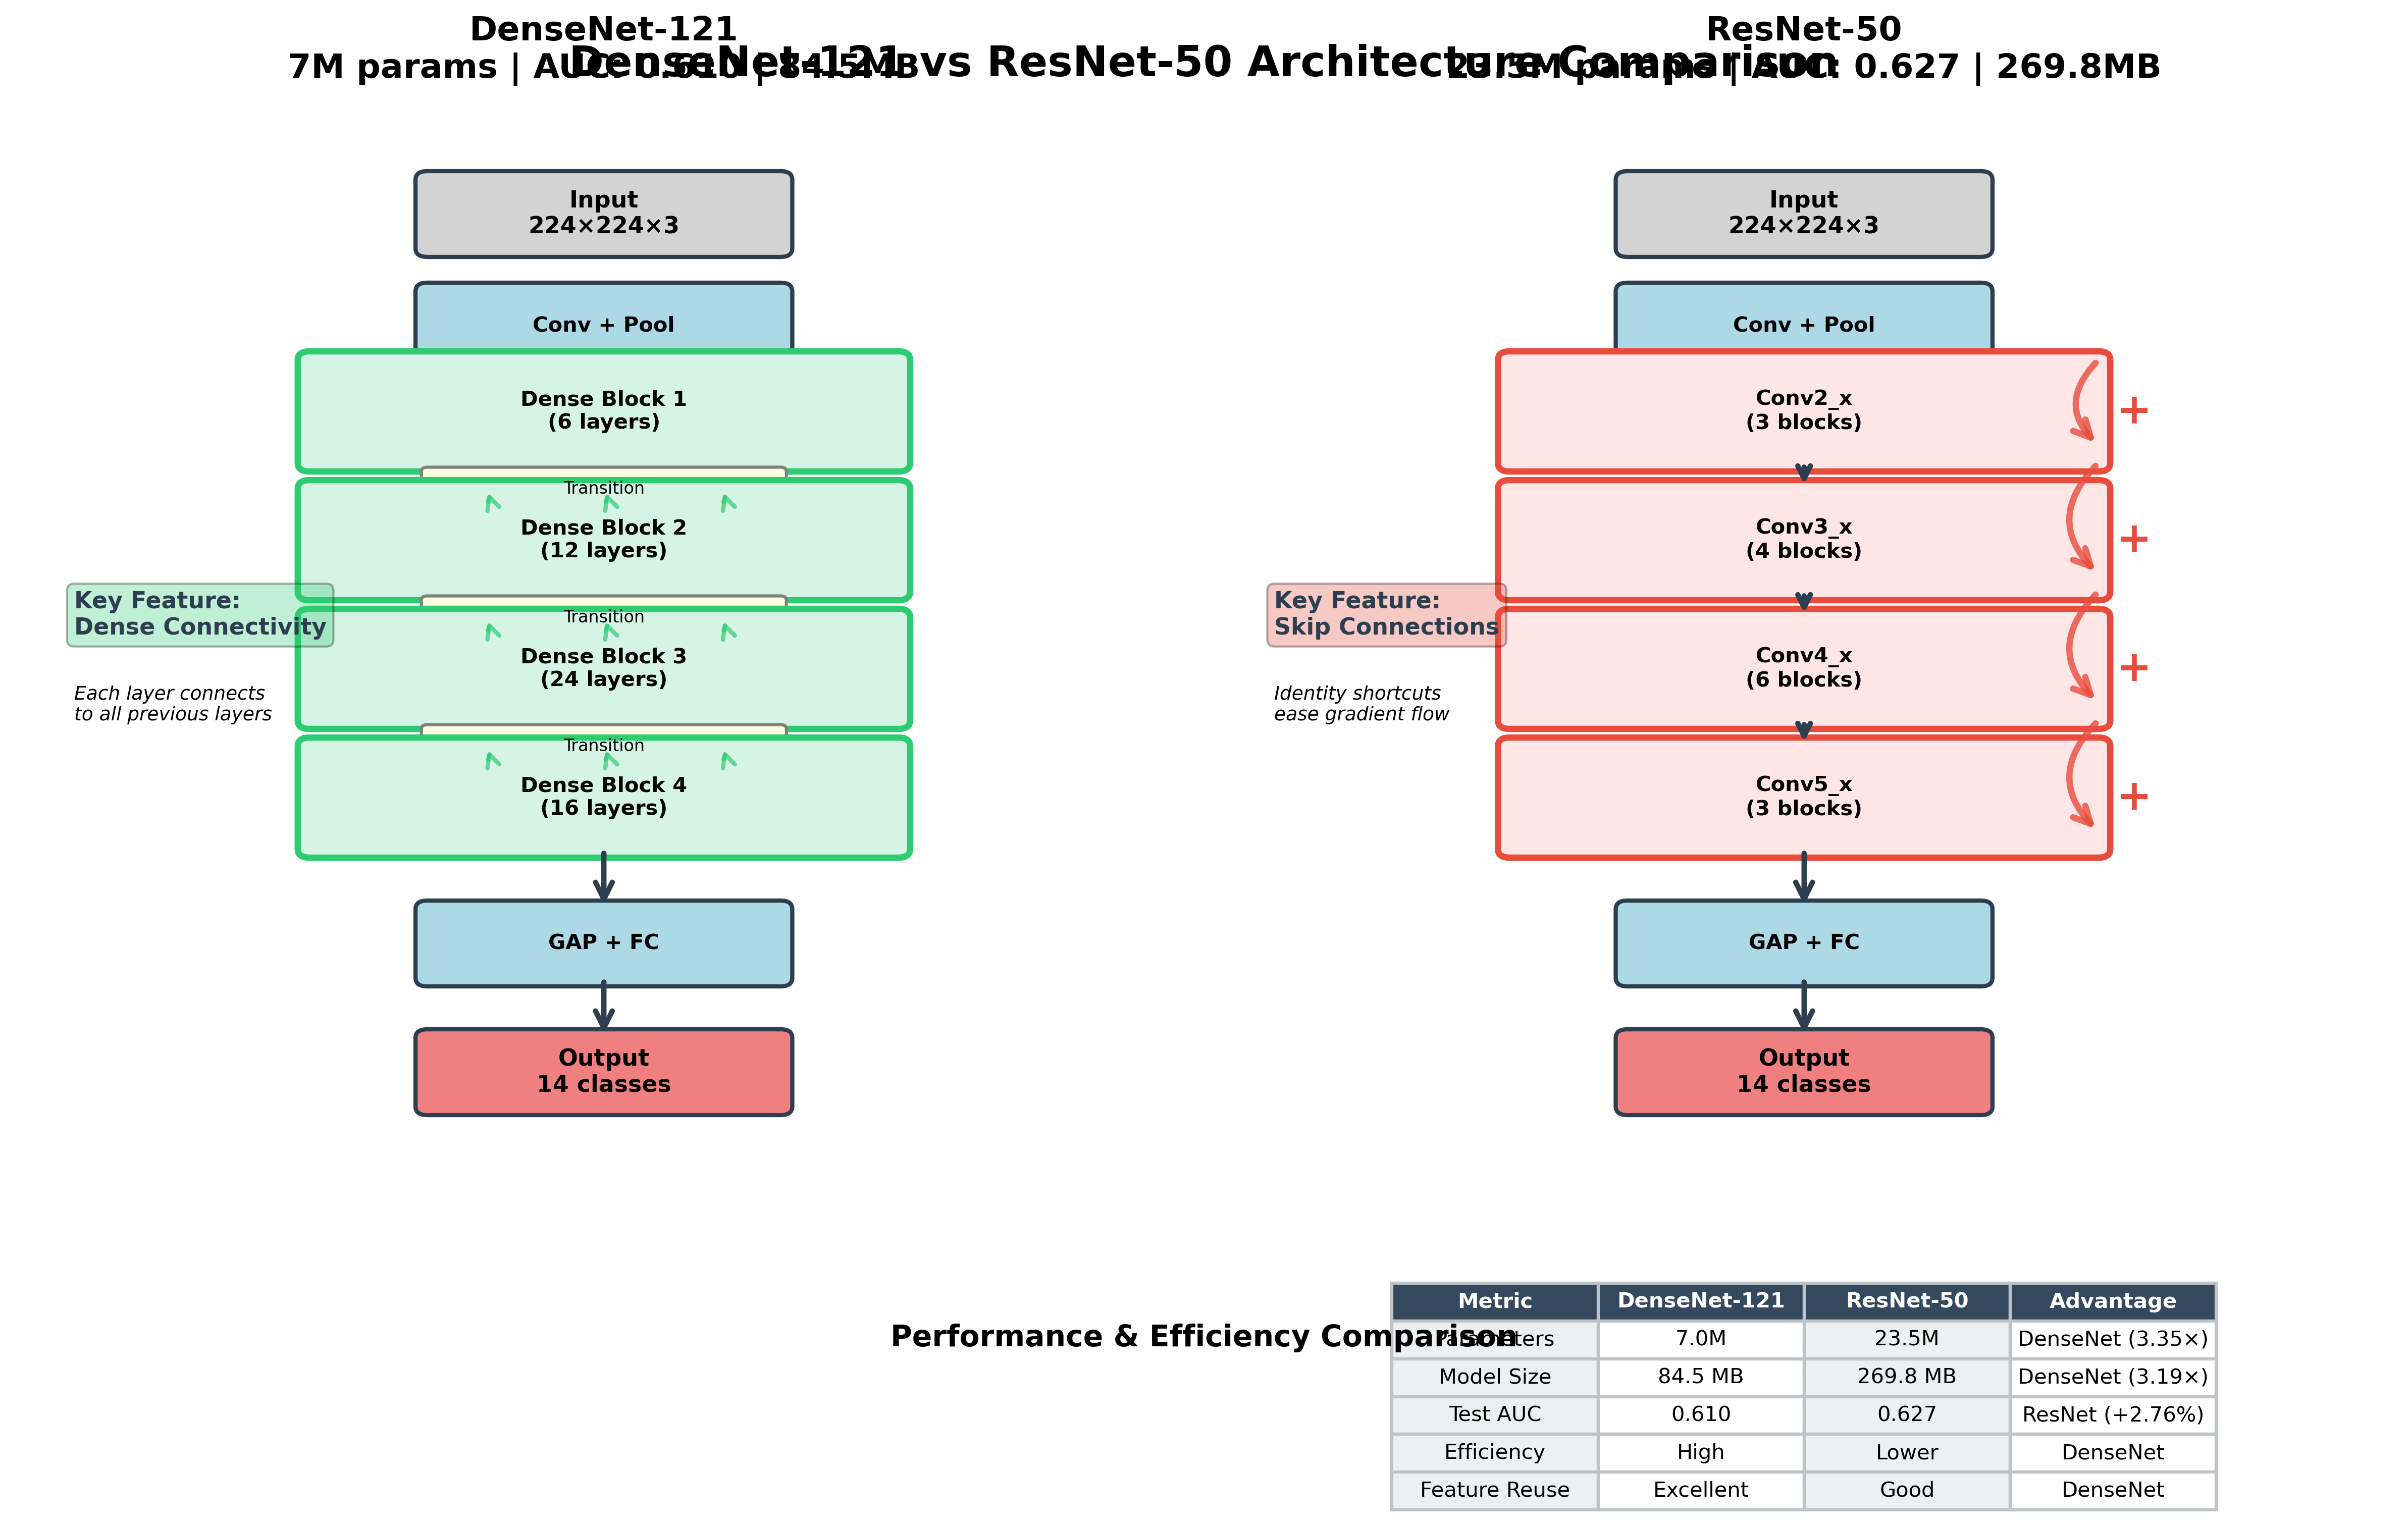 DenseNet-121
7M params | AUC: 0.610 | 84.5MB
DenseNet-121 vs ResNet-50 Architecture Comparison
ResNet-50
23.5M params | AUC: 0.627 | 269.8MB
Input
224×224×3
Conv + Pool
Dense Block 1
(6 layers)
Transition
Dense Block 2
(12 layers)
Transition
Dense Block 3
(24 layers)
Transition
Dense Block 4
(16 layers)
Key Feature:
Dense Connectivity
Each layer connects
to all previous layers
GAP + FC
Output
14 classes
Input
224×224×3
Conv + Pool
Conv2_x
(3 blocks)
+
Conv3_x
(4 blocks)
+
Conv4_x
(6 blocks)
+
Conv5_x
(3 blocks)
+
Key Feature:
Skip Connections
Identity shortcuts
ease gradient flow
GAP + FC
Output
14 classes
Performance & Efficiency Comparison
Metric DenseNet-121 ResNet-50 Advantage
Parameters 7.0M 23.5M DenseNet (3.35×)
Model Size 84.5 MB 269.8 MB DenseNet (3.19×)
Test AUC 0.610 0.627 ResNet (+2.76%)
Efficiency High Lower DenseNet
Feature Reuse Excellent Good DenseNet